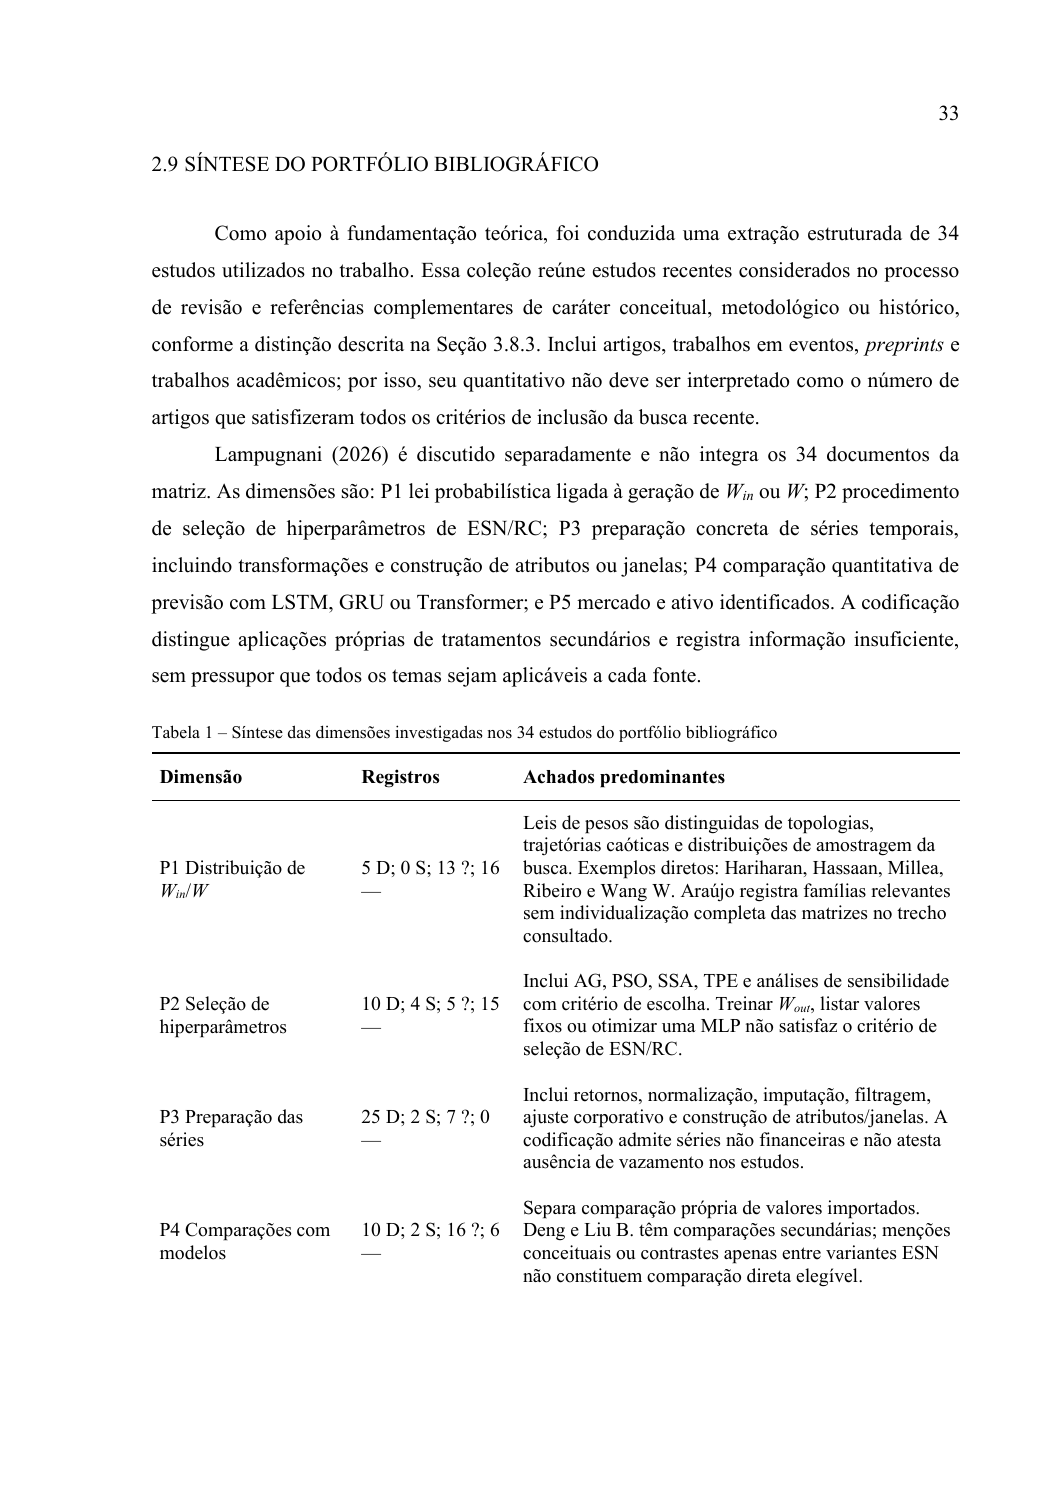 33
2.9 SÍNTESE DO PORTFÓLIO BIBLIOGRÁFICO
Como apoio à fundamentação teórica, foi conduzida uma extração estruturada de 34
estudos utilizados no trabalho. Essa coleção reúne estudos recentes considerados no processo
de revisão e referências complementares de caráter conceitual, metodológico ou histórico,
conforme a distinção descrita na Seção 3.8.3. Inclui artigos, trabalhos em eventos, preprints e
trabalhos acadêmicos; por isso, seu quantitativo não deve ser interpretado como o número de
artigos que satisfizeram todos os critérios de inclusão da busca recente.
Lampugnani (2026) é discutido separadamente e não integra os 34 documentos da
matriz. As dimensões são: P1 lei probabilística ligada à geração de Win ou W; P2 procedimento
de seleção de hiperparâmetros de ESN/RC; P3 preparação concreta de séries temporais,
incluindo transformações e construção de atributos ou janelas; P4 comparação quantitativa de
previsão com LSTM, GRU ou Transformer; e P5 mercado e ativo identificados. A codificação
distingue aplicações próprias de tratamentos secundários e registra informação insuficiente,
sem pressupor que todos os temas sejam aplicáveis a cada fonte.
Tabela 1 – Síntese das dimensões investigadas nos 34 estudos do portfólio bibliográfico
Dimensão Registros Achados predominantes
P1 Distribuição de
Win/W
5 D; 0 S; 13 ?; 16
—
Leis de pesos são distinguidas de topologias,
trajetórias caóticas e distribuições de amostragem da
busca. Exemplos diretos: Hariharan, Hassaan, Millea,
Ribeiro e Wang W. Araújo registra famílias relevantes
sem individualização completa das matrizes no trecho
consultado.
P2 Seleção de
hiperparâmetros
10 D; 4 S; 5 ?; 15
—
Inclui AG, PSO, SSA, TPE e análises de sensibilidade
com critério de escolha. Treinar Wout, listar valores
fixos ou otimizar uma MLP não satisfaz o critério de
seleção de ESN/RC.
P3 Preparação das
séries
25 D; 2 S; 7 ?; 0
—
Inclui retornos, normalização, imputação, filtragem,
ajuste corporativo e construção de atributos/janelas. A
codificação admite séries não financeiras e não atesta
ausência de vazamento nos estudos.
P4 Comparações com
modelos
10 D; 2 S; 16 ?; 6
—
Separa comparação própria de valores importados.
Deng e Liu B. têm comparações secundárias; menções
conceituais ou contrastes apenas entre variantes ESN
não constituem comparação direta elegível.